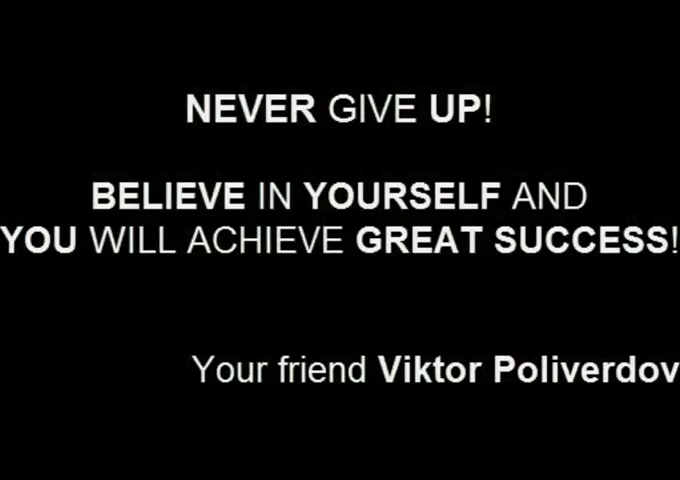 NEVER GIVE UP!
BELIEVE IN YOURSELF AND
YOU WILL ACHIEVE GREAT SUCCESS!
Your friend Viktor Poliverdov